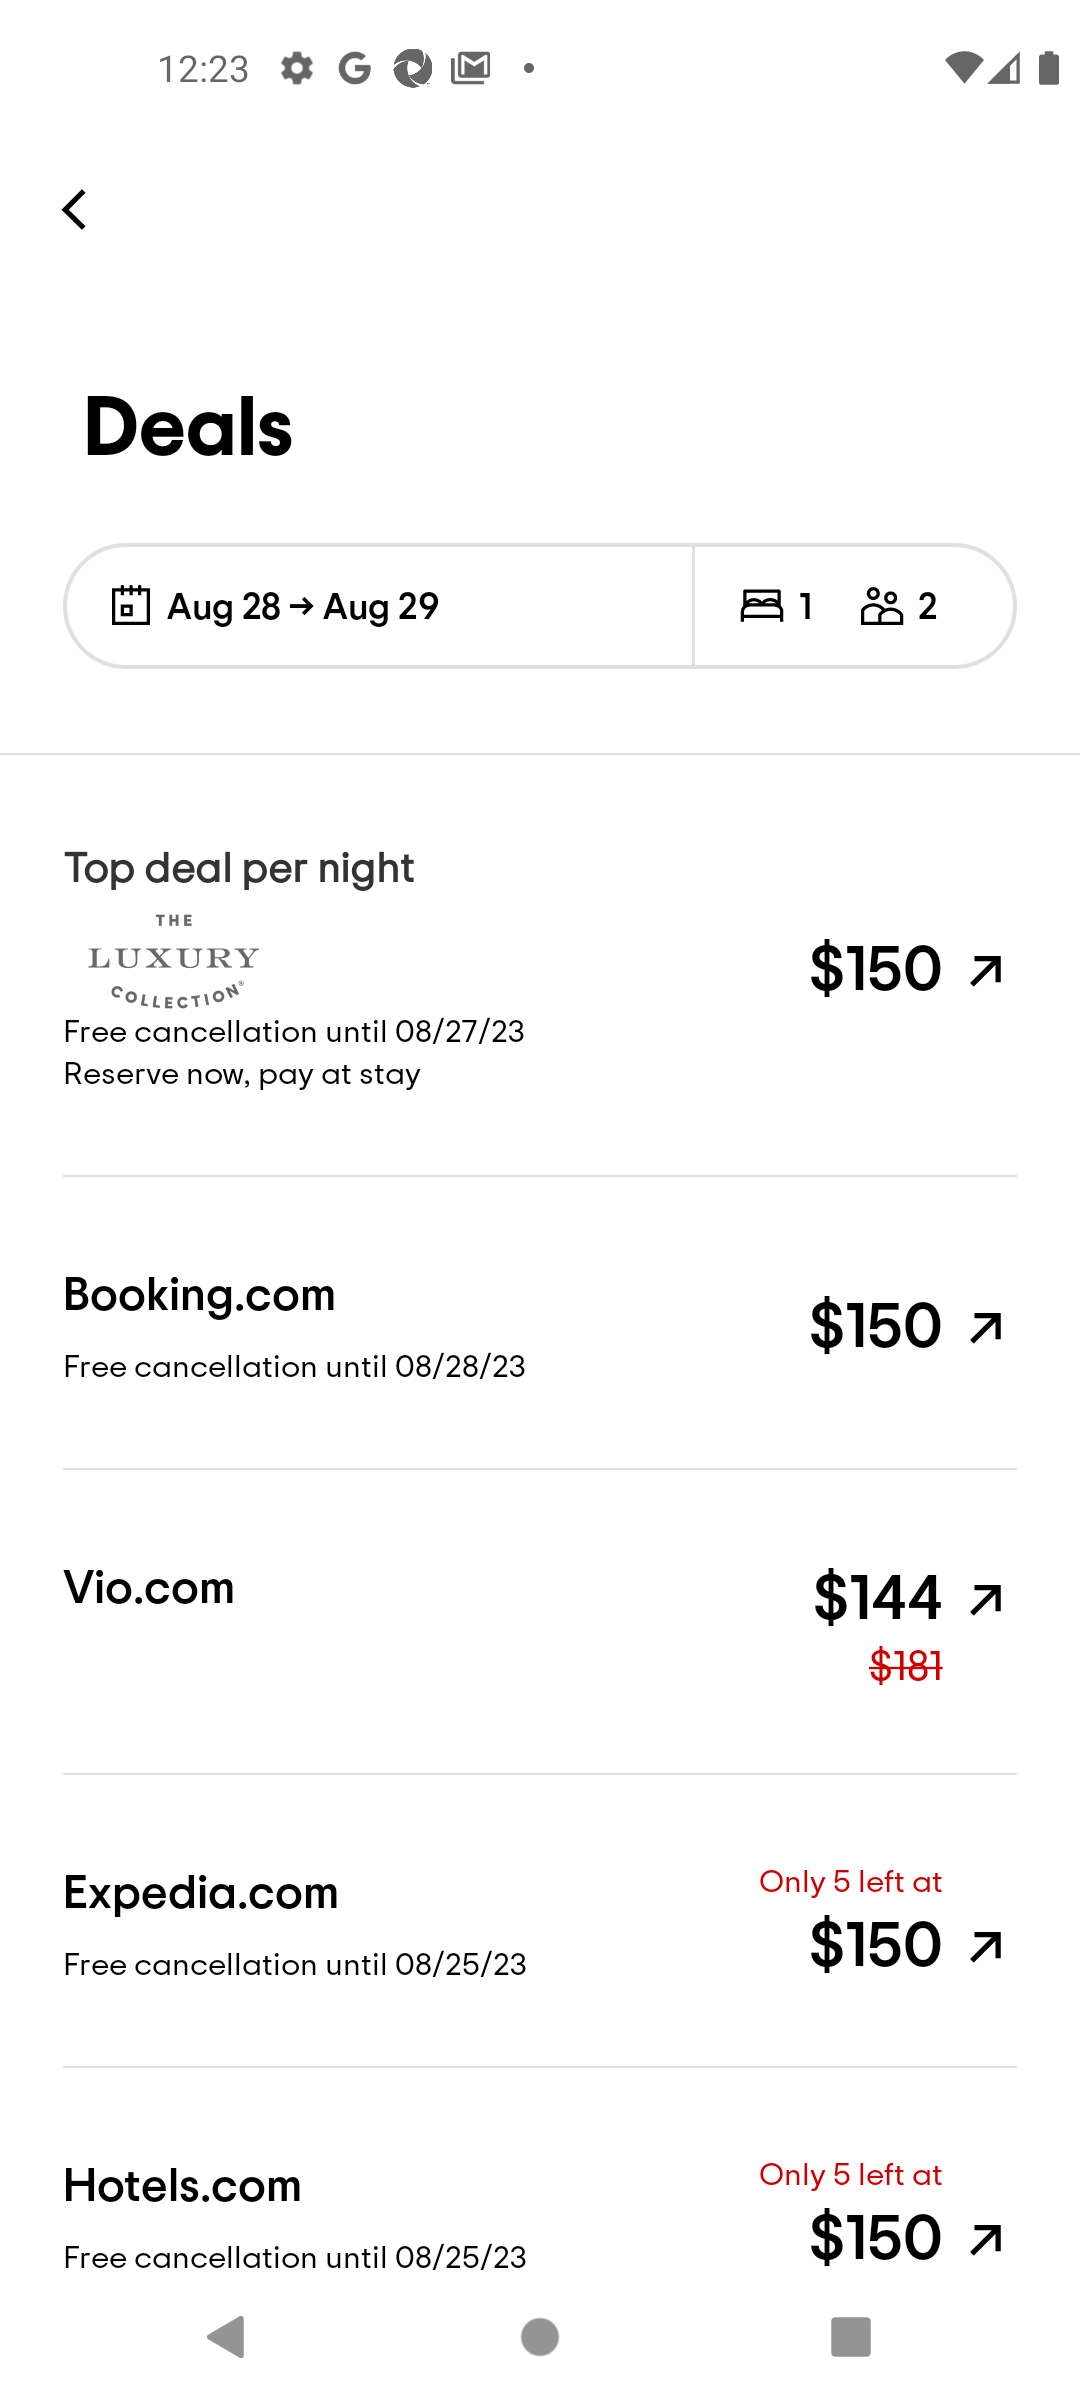 12:23
Deals
Aug 28 → Aug 29
1
2
Top deal per night
THE
LUXURY
COLLECTION®
$150
Free cancellation until 08/27/23
Reserve now, pay at stay
Booking.com
$150
Free cancellation until 08/28/23
Vio.com
$144
$181
Only 5 left at
Expedia.com
$150
Free cancellation until 08/25/23
Only 5 left at
Hotels.com
$150
Free cancellation until 08/25/23